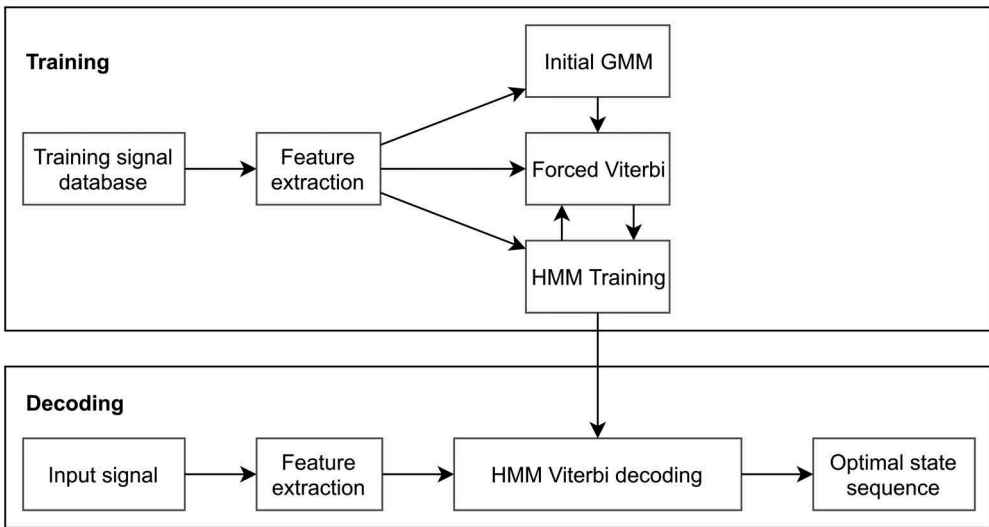 Training
Initial GMM
Training signal
database
Feature
extraction
Forced Viterbi
HMM Training
Decoding
Input signal
Feature
extraction
HMM Viterbi decoding
Optimal state
sequence